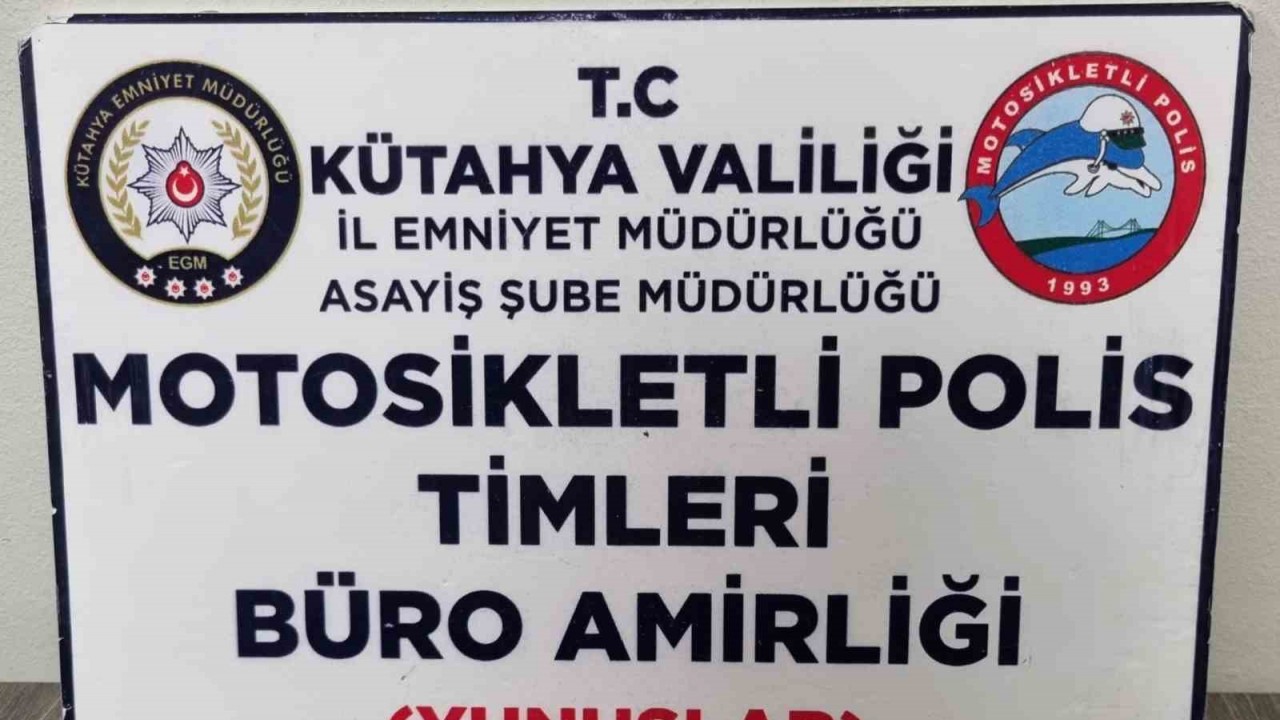 T.C
KÜTAHYA VALİLİĞİ
İL EMNİYET MÜDÜRLÜĞÜ
ASAYİŞ ŞUBE MÜDÜRLÜĞÜ
MOTOSİKLETLİ POLİS
TİMLERİ
BÜRO AMİRLİĞİ
(YUNUSLAR)
KÜTAHYA EMNİYET MÜDÜRLÜĞÜ
EGM
MOTOSİKLETLİ POLİS
1993